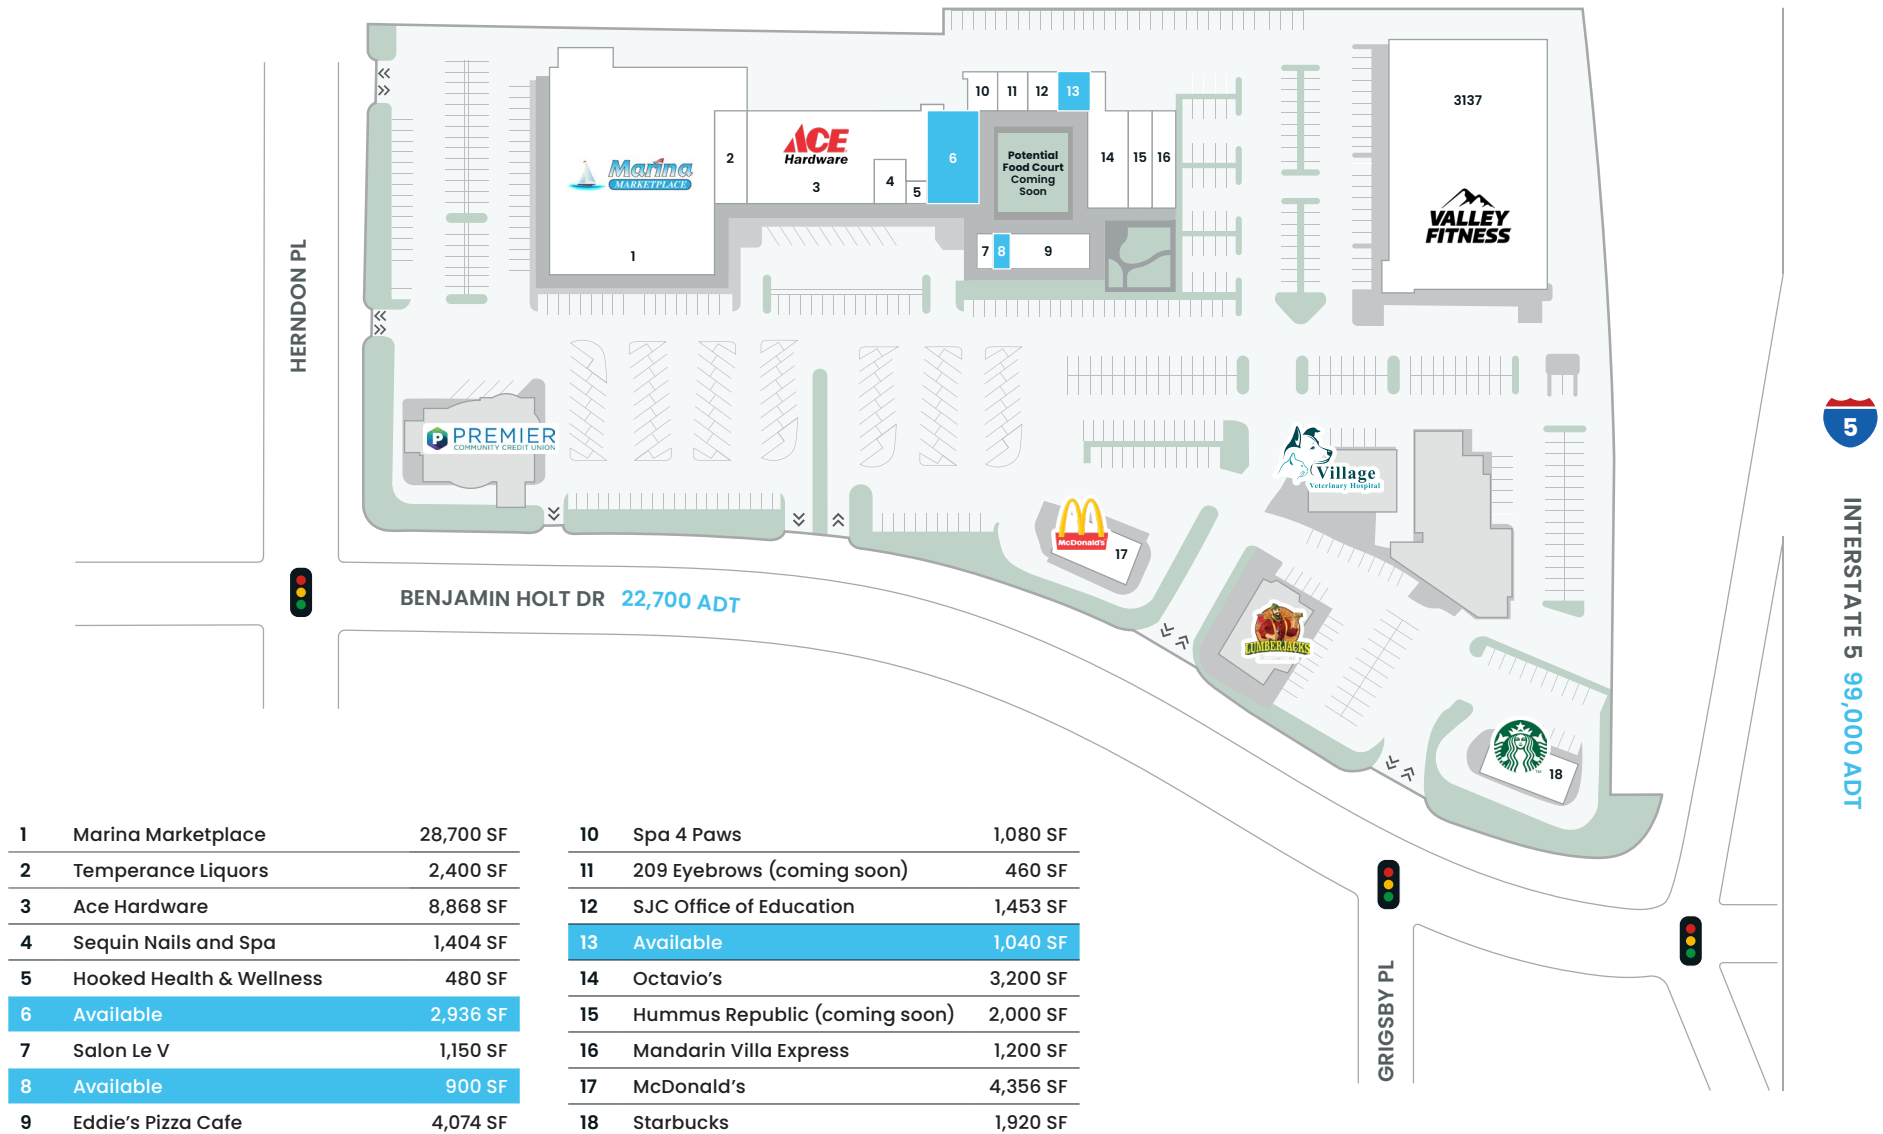 10 11 12 13
3137
ACE
Hardware
2
3
4
5
6
Potential
Food Court
Coming
Soon
14 15 16
Marina
MARKETPLACE
1
7 8 9
VALLEY
FITNESS
HERNDON PL
P PREMIER
COMMUNITY CREDIT UNION
Village
Veterinary Hospital
McDonald's
17
LUMBERJACKS
18
5
INTERSTATE 5 99,000 ADT
BENJAMIN HOLT DR 22,700 ADT
GRIGSBY PL
1 Marina Marketplace 28,700 SF
2 Temperance Liquors 2,400 SF
3 Ace Hardware 8,868 SF
4 Sequin Nails and Spa 1,404 SF
5 Hooked Health & Wellness 480 SF
6 Available 2,936 SF
7 Salon Le V 1,150 SF
8 Available 900 SF
9 Eddie's Pizza Cafe 4,074 SF
10 Spa 4 Paws 1,080 SF
11 209 Eyebrows (coming soon) 460 SF
12 SJC Office of Education 1,453 SF
13 Available 1,040 SF
14 Octavio's 3,200 SF
15 Hummus Republic (coming soon) 2,000 SF
16 Mandarin Villa Express 1,200 SF
17 McDonald's 4,356 SF
18 Starbucks 1,920 SF